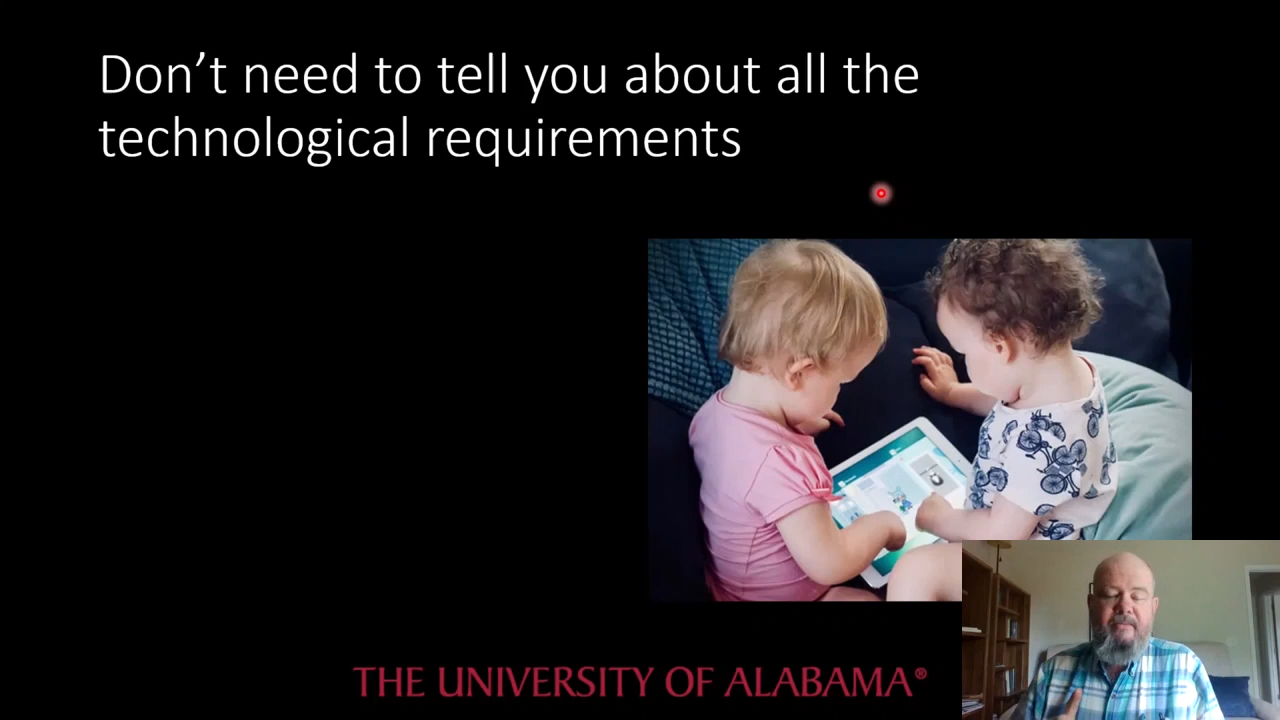 Don’t need to tell you about all the
technological requirements
THE UNIVERSITY OF ALABAMA®